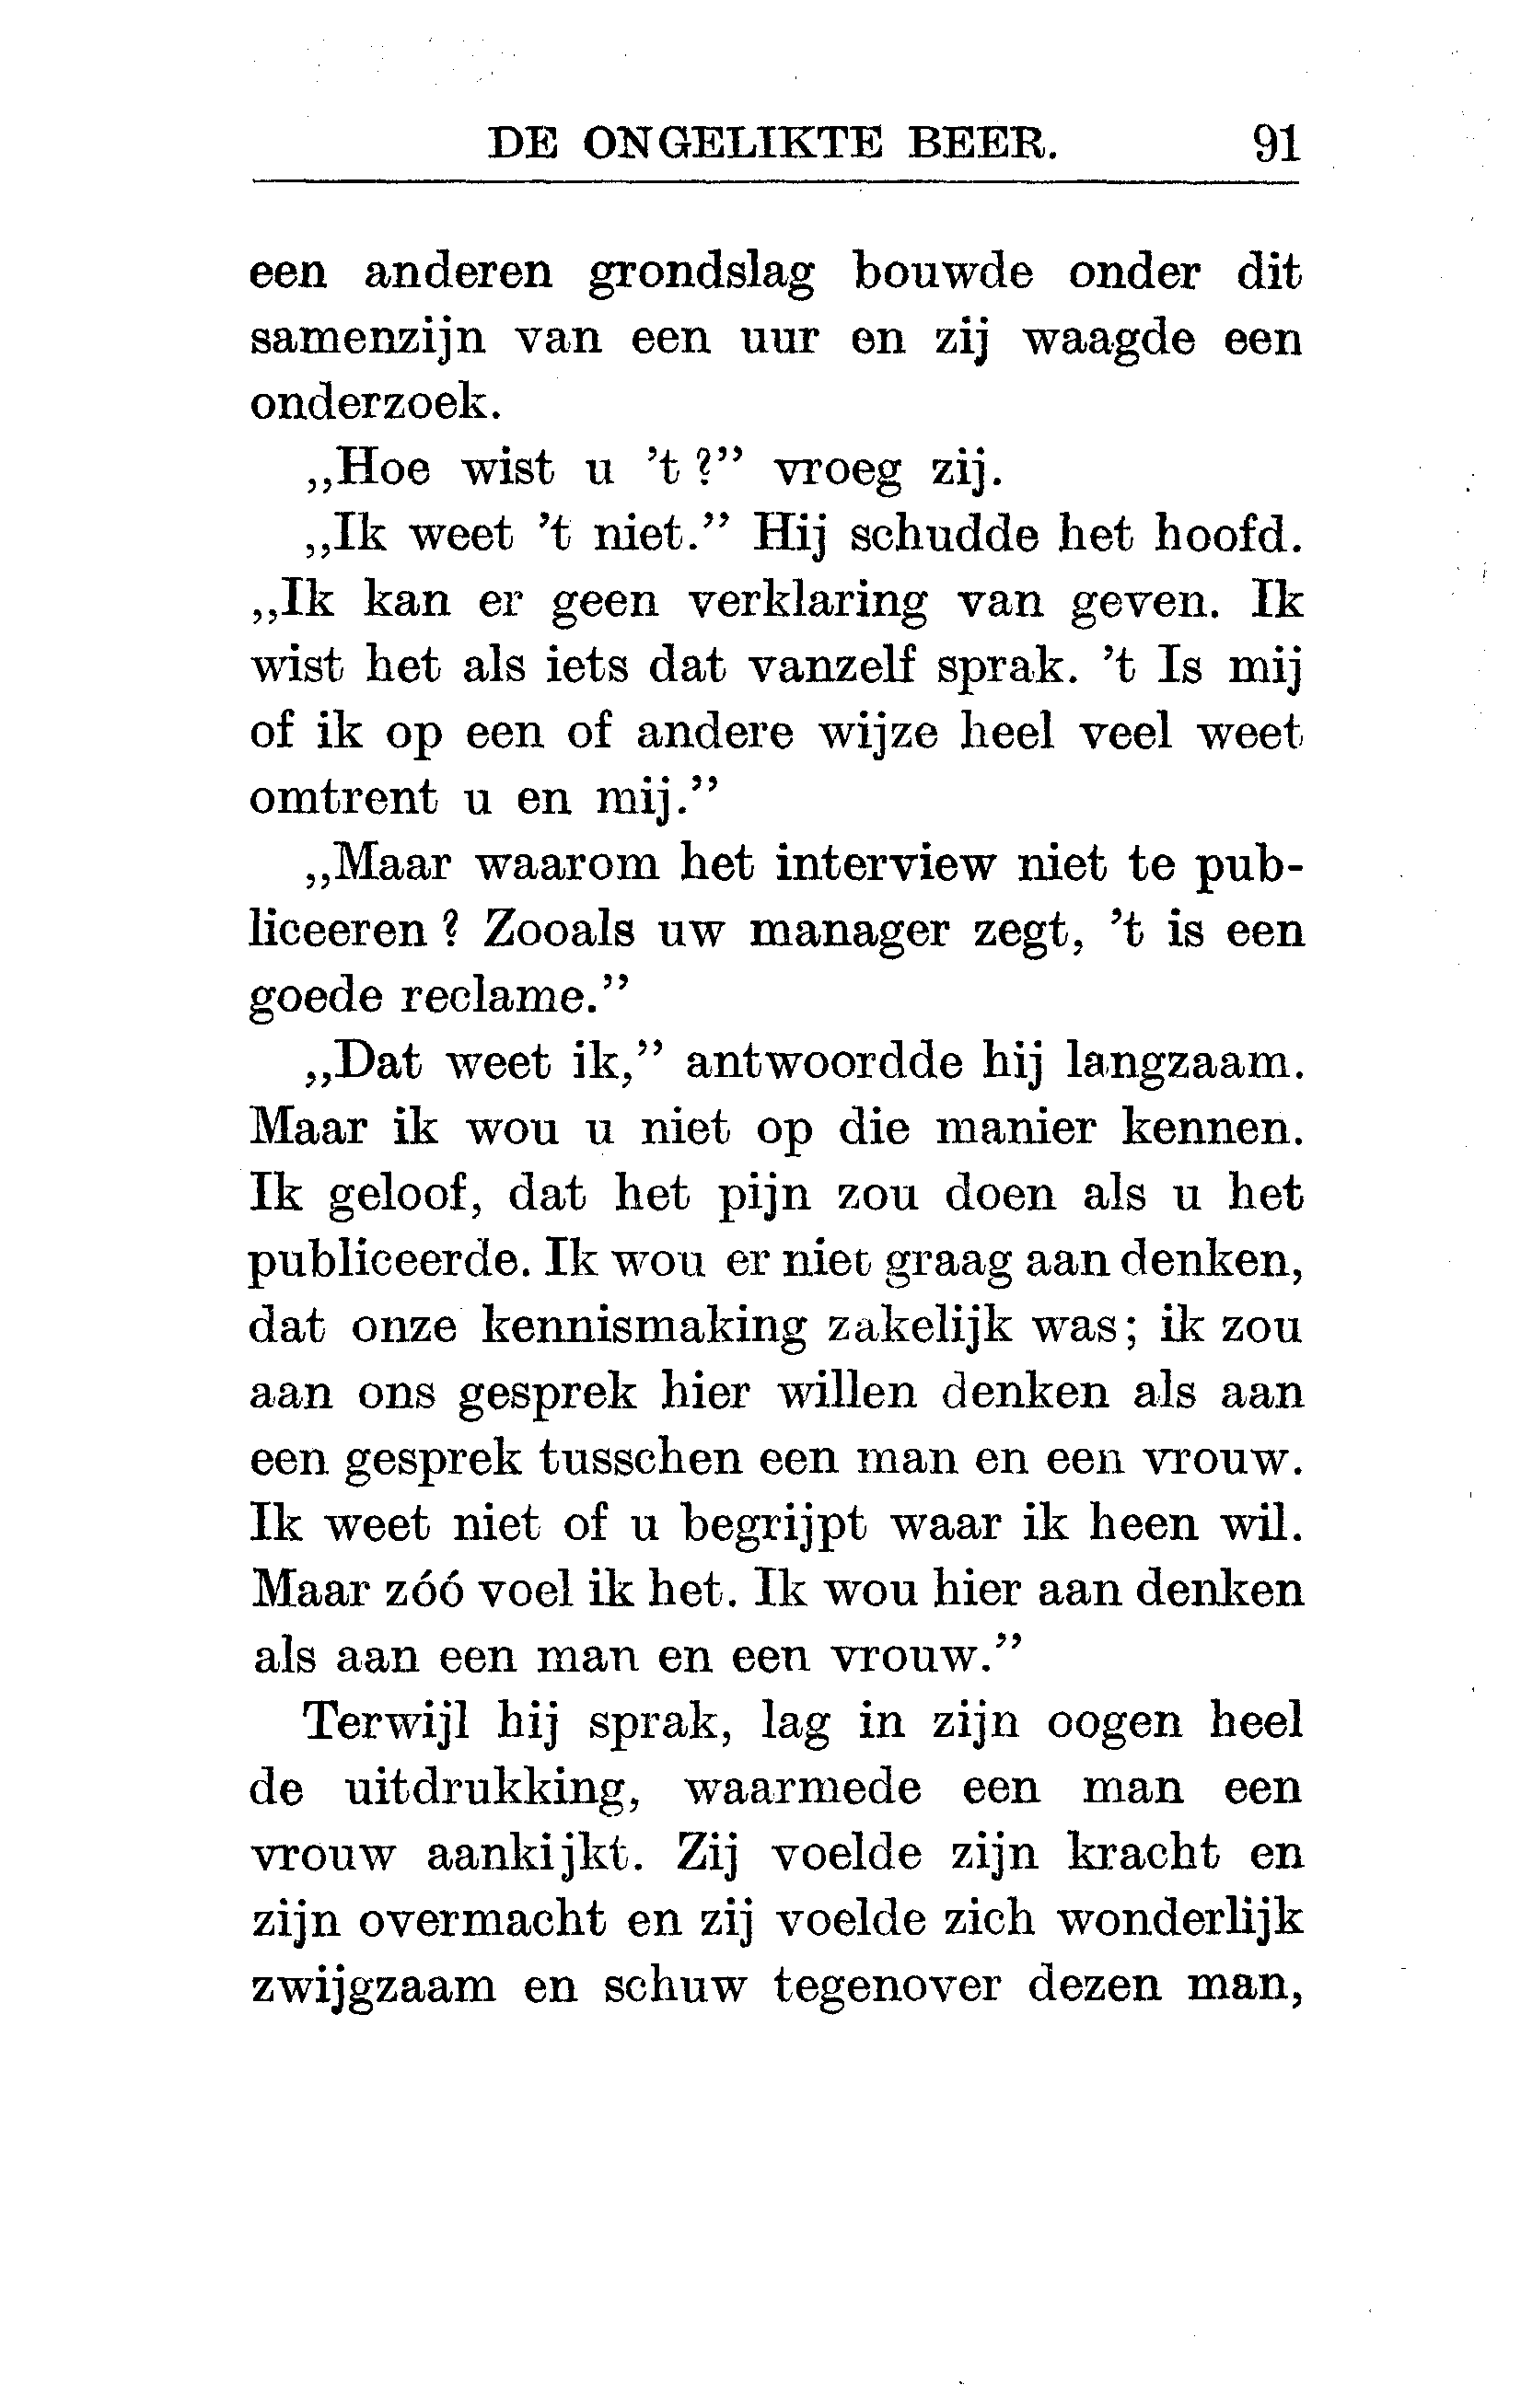 DE ONGELIKTE BEER. 91
een anderen grondslag bouwde onder dit
samenzijn van een uur en zij waagde een
onderzoek.
„Hoe wist u ’t ?” vroeg zij.
„Ik weet ’t niet.” Hij schudde het hoofd.
„Ik kan er geen verklaring van geven. Ik
wist het als iets dat vanzelf sprak. ’t Is mij
of ik op een of andere wijze heel veel weet
omtrent u en mij.”
„Maar waarom het interview niet te pub-
liceeren ? Zooals uw manager zegt, ’t is een
goede reclame.”
„Dat weet ik,” antwoordde hij langzaam.
Maar ik wou u niet op die manier kennen.
Ik geloof, dat het pijn zou doen als u het
publiceerde. Ik wou er niet graag aan denken,
dat onze kennismaking zakelijk was; ik zou
aan ons gesprek hier willen denken als aan
een gesprek tusschen een man en een vrouw.
Ik weet niet of u begrijpt waar ik heen wil.
Maar zóó voel ik het. Ik wou hier aan denken
als aan een man en een vrouw.”
Terwijl hij sprak, lag in zijn oogen heel
de uitdrukking, waarmede een man een
vrouw aankijkt. Zij voelde zijn kracht en
zijn overmacht en zij voelde zich wonderlijk
zwijgzaam en schuw tegenover dezen man,